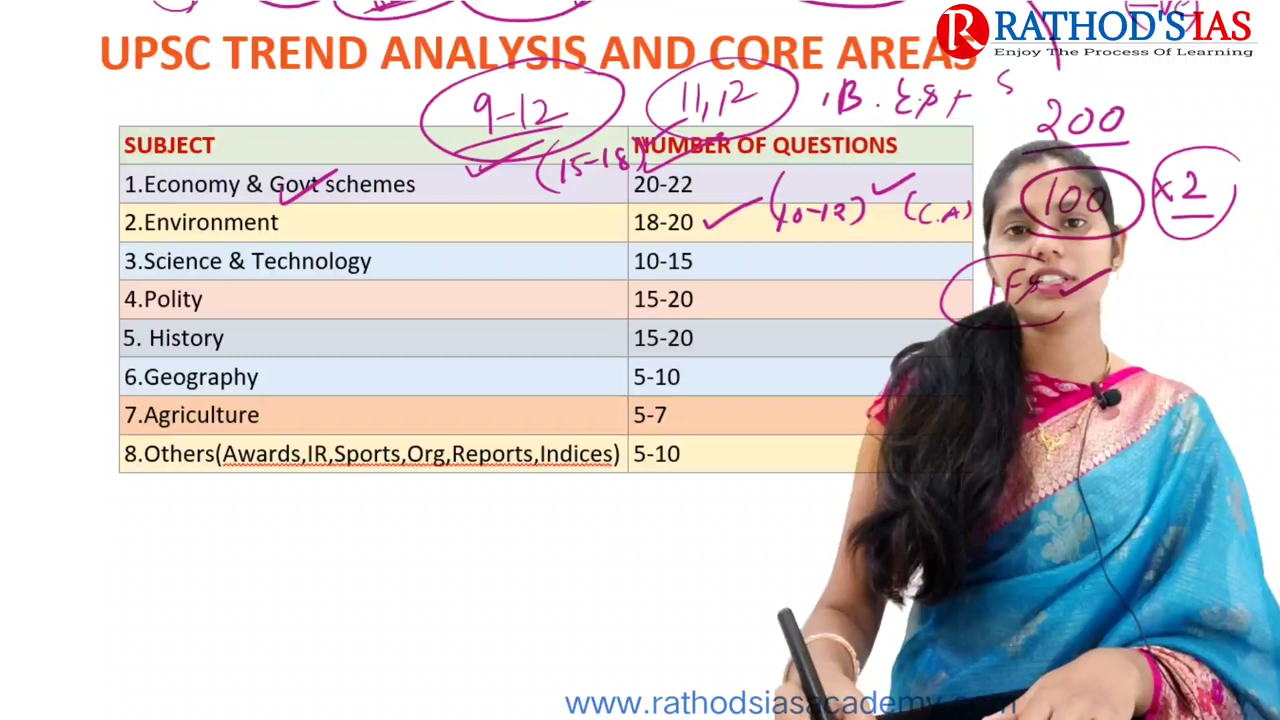 RATHOD'S IAS
Enjoy The Process Of Learning
UPSC TREND ANALYSIS AND CORE AREAS
9-12
11,12
200
SUBJECT
NUMBER OF QUESTIONS
(15-18)
1.Economy & Govt schemes
20-22
100 × 2
2.Environment
18-20
(10-12)
(C.A)
3.Science & Technology
10-15
4.Polity
15-20
5. History
15-20
6.Geography
5-10
7.Agriculture
5-7
8.Others(Awards,IR,Sports,Org,Reports,Indices)
5-10